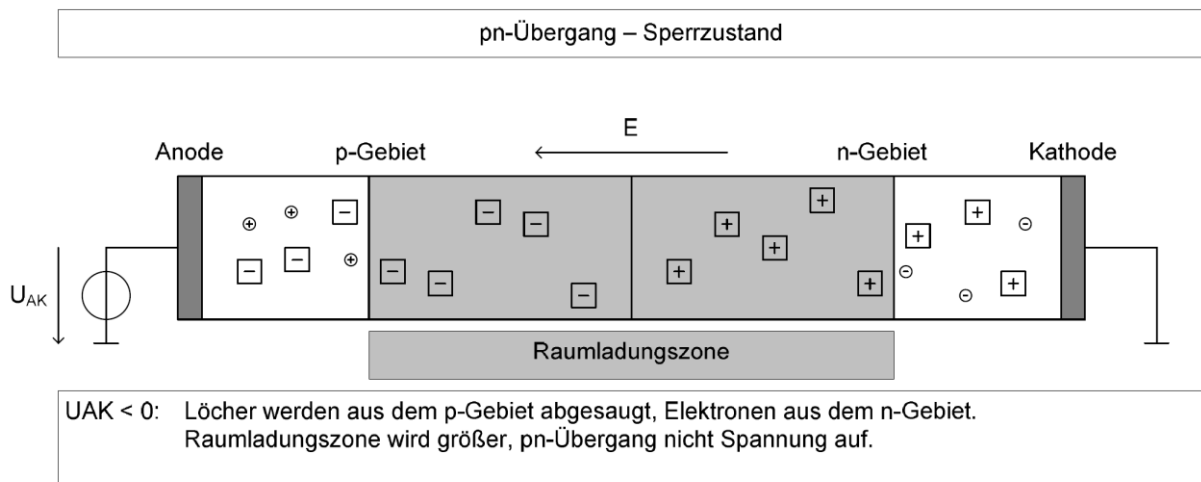 pn-Übergang – Sperrzustand
E
Anode p-Gebiet n-Gebiet Kathode
U_AK
Raumladungszone
UAK < 0: Löcher werden aus dem p-Gebiet abgesaugt, Elektronen aus dem n-Gebiet.
Raumladungszone wird größer, pn-Übergang nicht Spannung auf.